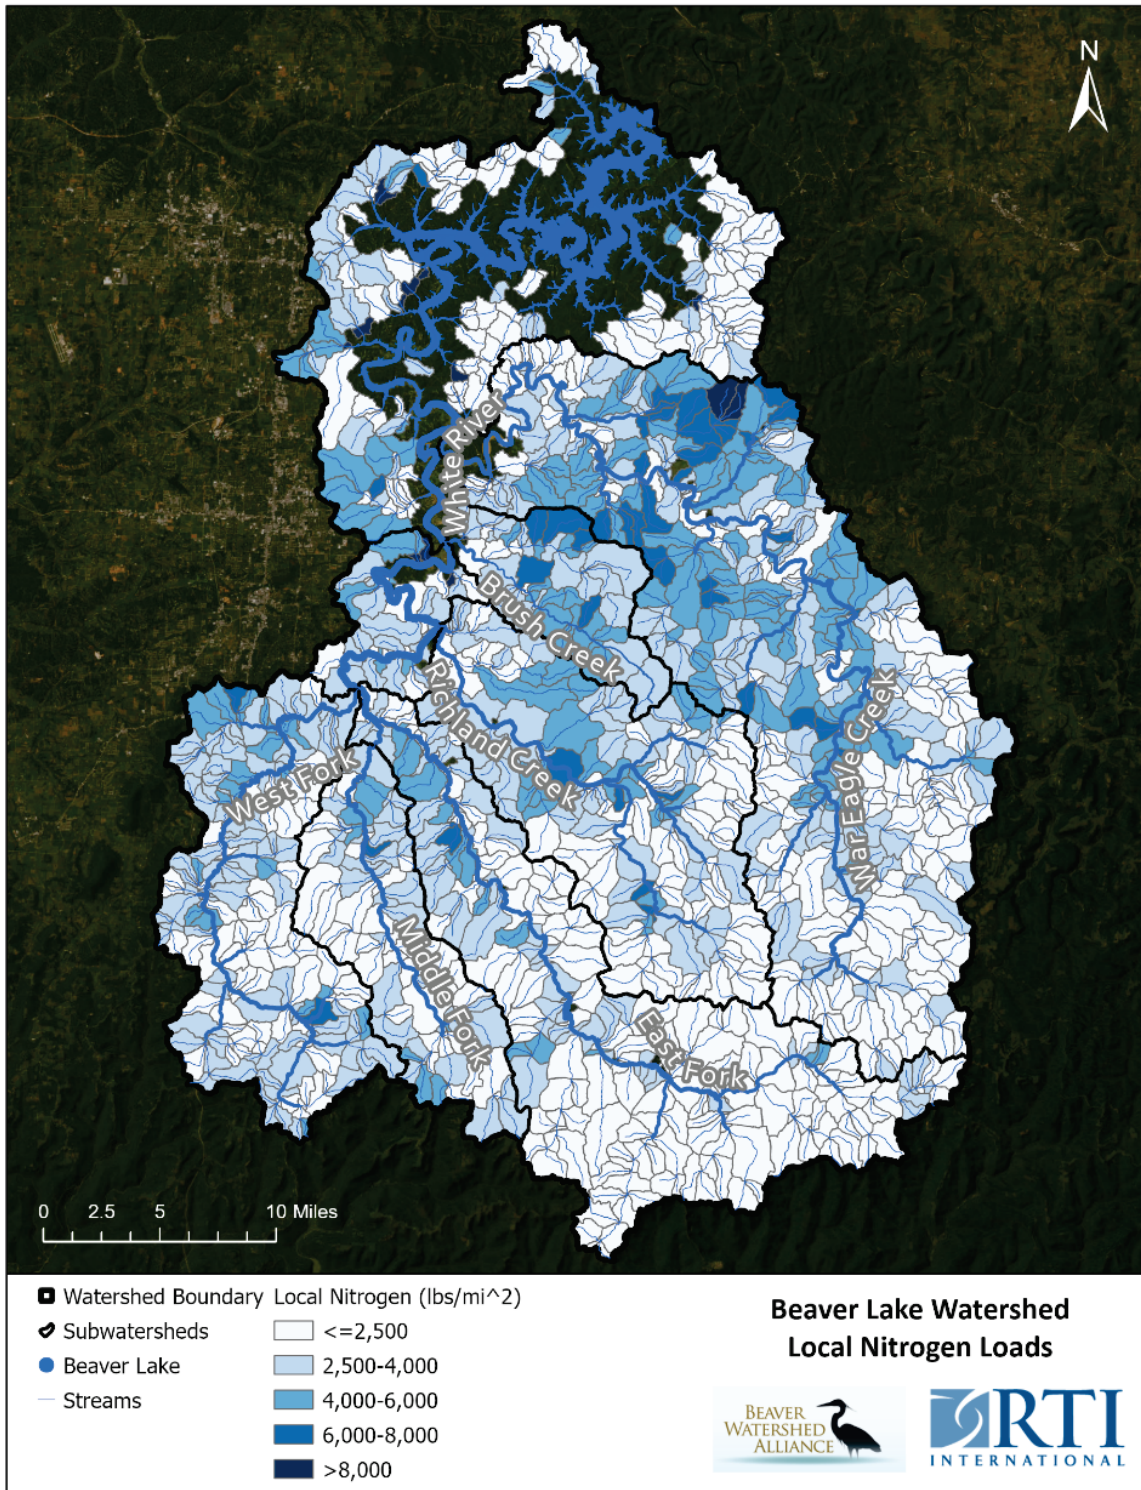 N
White River
Brush Creek
Richland Creek
West Fork
War Eagle Creek
Middle Fork
East Fork
0 2.5 5 10 Miles
Watershed Boundary
Subwatersheds
Beaver Lake
Streams
Local Nitrogen (lbs/mi^2)
<=2,500
2,500-4,000
4,000-6,000
6,000-8,000
>8,000
Beaver Lake Watershed
Local Nitrogen Loads
BEAVER
WATERSHED
ALLIANCE
RTI
INTERNATIONAL